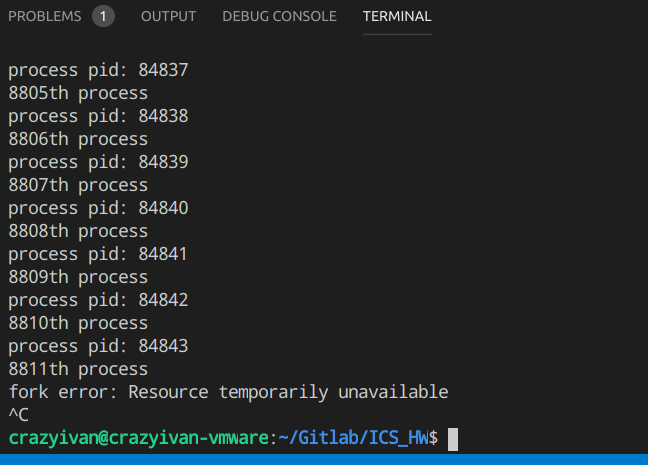 PROBLEMS 1 OUTPUT DEBUG CONSOLE TERMINAL
process pid: 84837
8805th process
process pid: 84838
8806th process
process pid: 84839
8807th process
process pid: 84840
8808th process
process pid: 84841
8809th process
process pid: 84842
8810th process
process pid: 84843
8811th process
fork error: Resource temporarily unavailable
^C
crazyivan@crazyivan-vmware:~/Gitlab/ICS_HW$